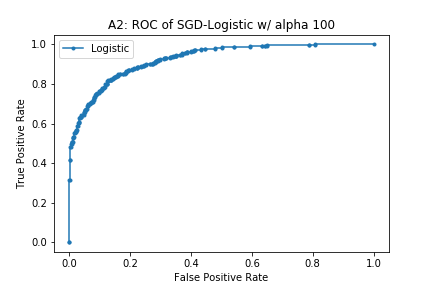 A2: ROC of SGD-Logistic w/ alpha 100
Logistic
True Positive Rate
1.0
0.8
0.6
0.4
0.2
0.0
0.0 0.2 0.4 0.6 0.8 1.0
False Positive Rate